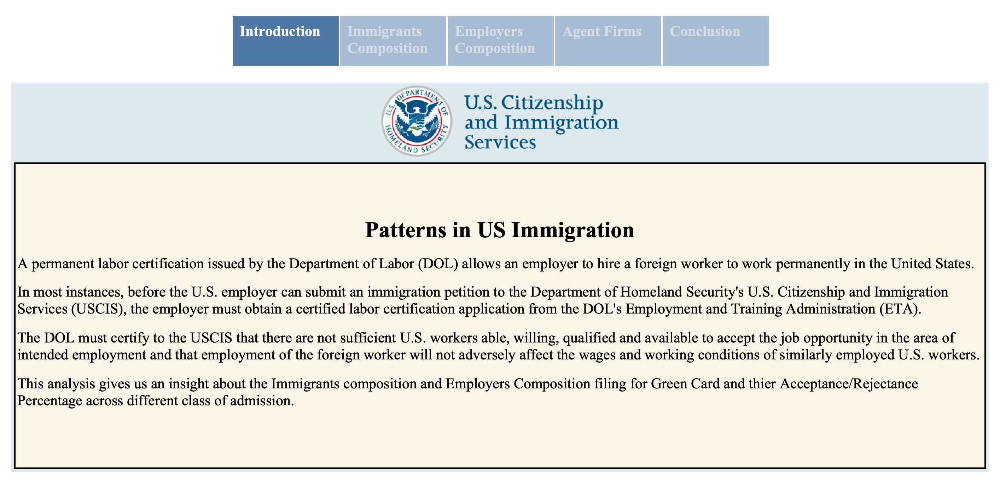 Introduction
Immigrants
Composition
Employers
Composition
Agent Firms
Conclusion
U.S. DEPARTMENT OF
HOMELAND SECURITY
U.S. Citizenship
and Immigration
Services
Patterns in US Immigration
A permanent labor certification issued by the Department of Labor (DOL) allows an employer to hire a foreign worker to work permanently in the United States.
In most instances, before the U.S. employer can submit an immigration petition to the Department of Homeland Security's U.S. Citizenship and Immigration
Services (USCIS), the employer must obtain a certified labor certification application from the DOL's Employment and Training Administration (ETA).
The DOL must certify to the USCIS that there are not sufficient U.S. workers able, willing, qualified and available to accept the job opportunity in the area of
intended employment and that employment of the foreign worker will not adversely affect the wages and working conditions of similarly employed U.S. workers.
This analysis gives us an insight about the Immigrants composition and Employers Composition filing for Green Card and thier Acceptance/Rejectance
Percentage across different class of admission.